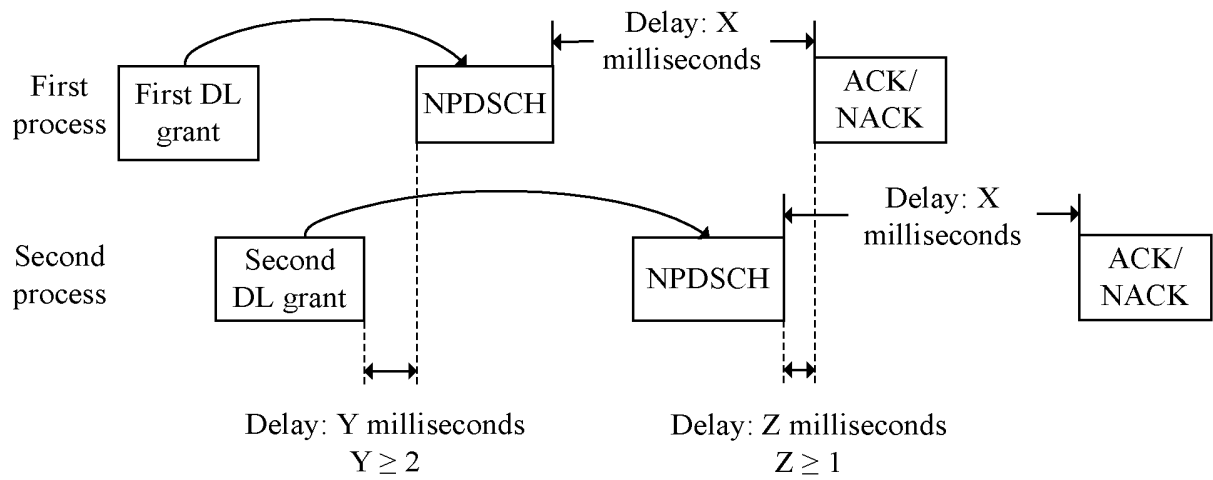 Delay: X
milliseconds
First
process
First DL
grant
NPDSCH
ACK/
NACK
Delay: X
milliseconds
Second
process
Second
DL grant
NPDSCH
ACK/
NACK
Delay: Y milliseconds
Y ≥ 2
Delay: Z milliseconds
Z ≥ 1